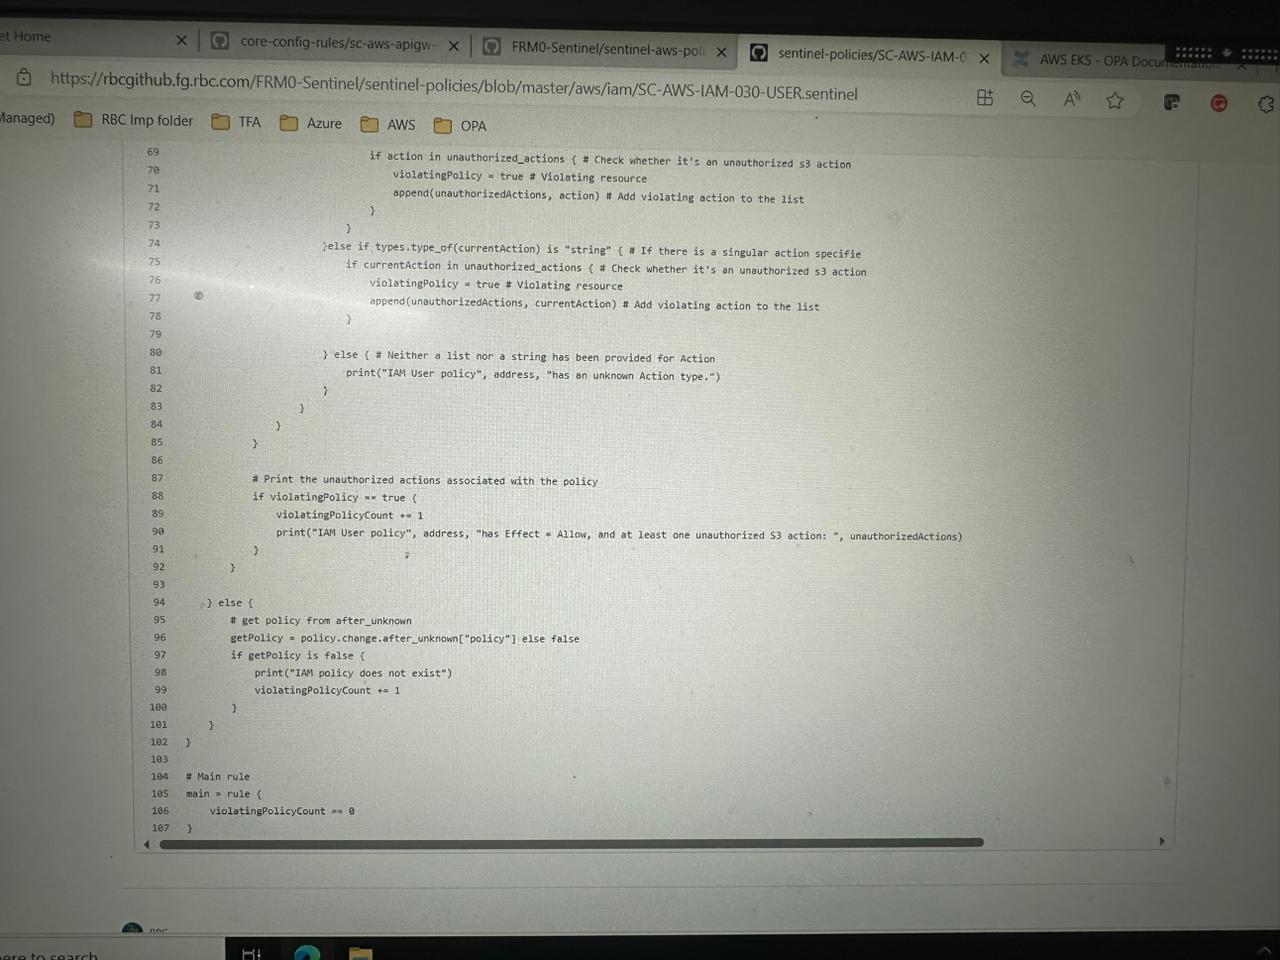 et Home
core-config-rules/sc-aws-apigw-
FRM0-Sentinel/sentinel-aws-poli
sentinel-policies/SC-AWS-IAM-0
AWS EKS - OPA Documentation
https://rbcgithub.fg.rbc.com/FRM0-Sentinel/sentinel-policies/blob/master/aws/iam/SC-AWS-IAM-030-USER.sentinel
Managed) RBC Imp folder TFA Azure AWS OPA
69 if action in unauthorized_actions { # Check whether it's an unauthorized s3 action
70 violatingPolicy = true # Violating resource
71 append(unauthorizedActions, action) # Add violating action to the list
72 }
73 }
74 }else if types.type_of(currentAction) is "string" { # If there is a singular action specifie
75 if currentAction in unauthorized_actions { # Check whether it's an unauthorized s3 action
76 violatingPolicy = true # Violating resource
77 append(unauthorizedActions, currentAction) # Add violating action to the list
78 }
79
80 } else { # Neither a list nor a string has been provided for Action
81 print("IAM User policy", address, "has an unknown Action type.")
82 }
83 }
84 }
85 }
86
87 # Print the unauthorized actions associated with the policy
88 if violatingPolicy == true {
89 violatingPolicyCount += 1
90 print("IAM User policy", address, "has Effect = Allow, and at least one unauthorized S3 action: ", unauthorizedActions)
91 }
92 }
93
94 } else {
95 # get policy from after_unknown
96 getPolicy = policy.change.after_unknown["policy"] else false
97 if getPolicy is false {
98 print("IAM policy does not exist")
99 violatingPolicyCount += 1
100 }
101 }
102 }
103
104 # Main rule
105 main = rule {
106 violatingPolicyCount == 0
107 }
ere to search